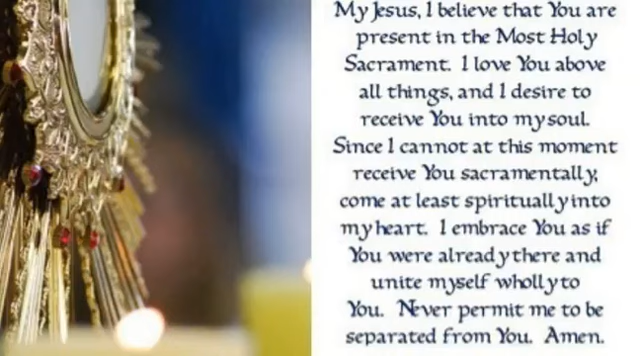 My Jesus, I believe that You are
present in the Most Holy
Sacrament. I love You above
all things, and I desire to
receive You into my soul.
Since I cannot at this moment
receive You sacramentally,
come at least spiritually into
my heart. I embrace You as if
You were already there and
unite myself wholly to
You. Never permit me to be
separated from You. Amen.